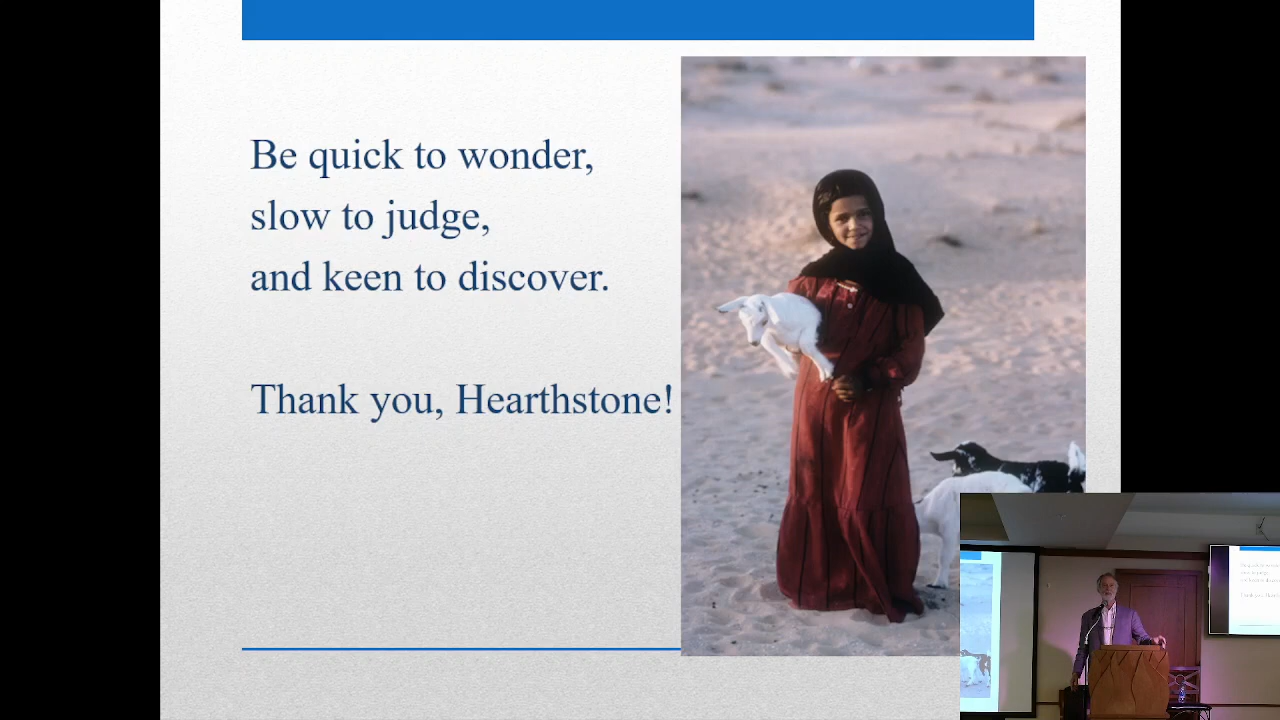 Be quick to wonder,
slow to judge,
and keen to discover.
Thank you, Hearthstone!